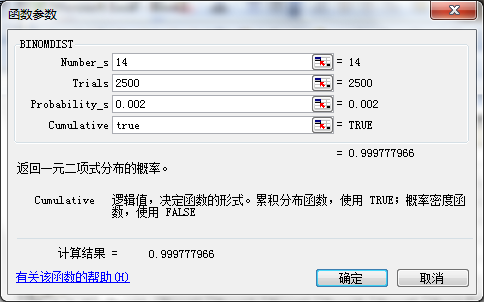 函数参数
BINOMDIST
Number_s 14 = 14
Trials 2500 = 2500
Probability_s 0.002 = 0.002
Cumulative true = TRUE
= 0.999777966
返回一元二项式分布的概率。
Cumulative 逻辑值，决定函数的形式。累积分布函数，使用 TRUE；概率密度函
数，使用 FALSE
计算结果 = 0.999777966
有关该函数的帮助(H)
确定 取消